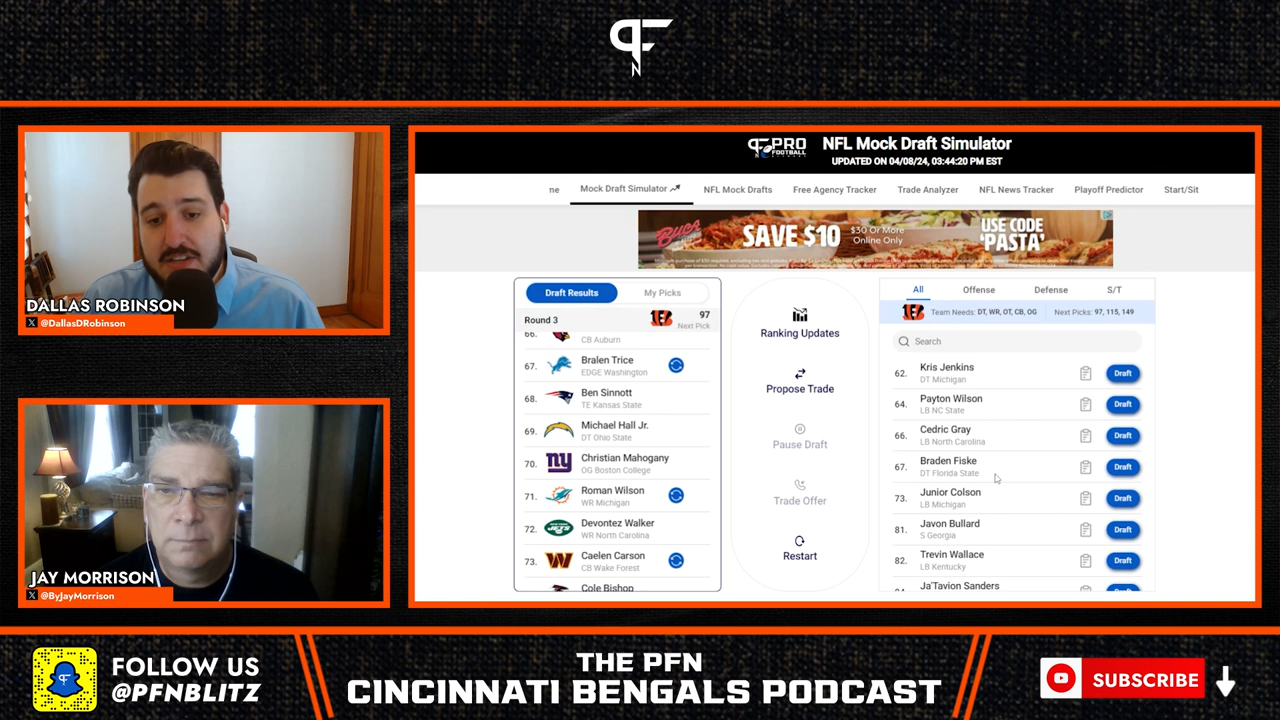 PF
N
DALLAS ROBINSON
X @DallasDRobinson
JAY MORRISON
X @ByJayMorrison
PRO
FOOTBALL
NETWORK
NFL Mock Draft Simulator
UPDATED ON 04/08/24, 03:44:20 PM EST
ne Mock Draft Simulator NFL Mock Drafts Free Agency Tracker Trade Analyzer NFL News Tracker Playoff Predictor Start/Sit
Buca
SAVE $10
$30 Or More
Online Only
USE CODE
'PASTA'
Draft Results My Picks
Round 3
97
Next Pick
66.
CB Auburn
67. Bralen Trice
EDGE Washington
68. Ben Sinnott
TE Kansas State
69. Michael Hall Jr.
DT Ohio State
70. Christian Mahogany
OG Boston College
71. Roman Wilson
WR Michigan
72. Devontez Walker
WR North Carolina
73. Caelen Carson
CB Wake Forest
Cole Bishop
Ranking Updates
Propose Trade
Pause Draft
Trade Offer
Restart
All Offense Defense S/T
Team Needs: DT, WR, OT, CB, OG Next Picks: 97, 115, 149
Search
62. Kris Jenkins Draft
DT Michigan
64. Payton Wilson Draft
LB NC State
66. Cedric Gray Draft
LB North Carolina
67. Braden Fiske Draft
DT Florida State
73. Junior Colson Draft
LB Michigan
81. Javon Bullard Draft
S Georgia
82. Trevin Wallace Draft
LB Kentucky
84. Ja'Tavion Sanders Draft
FOLLOW US
@PFNBLITZ
THE PFN
CINCINNATI BENGALS PODCAST
SUBSCRIBE